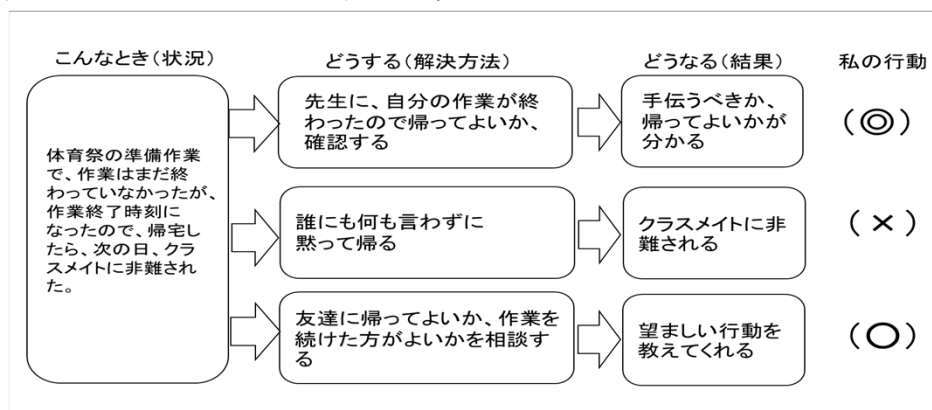 こんなとき(状況)
どうする(解決方法)
どうなる(結果)
私の行動
体育祭の準備作業
で、作業はまだ終
わっていなかったが、
作業終了時刻に
なったので、帰宅し
たら、次の日、クラ
スメイトに非難され
た。
先生に、自分の作業が終
わったので帰ってよいか、
確認する
手伝うべきか、
帰ってよいかが
分かる
(◎)
誰にも何も言わずに
黙って帰る
クラスメイトに非
難される
(×)
友達に帰ってよいか、作業を
続けた方がよいかを相談す
る
望ましい行動を
教えてくれる
(○)